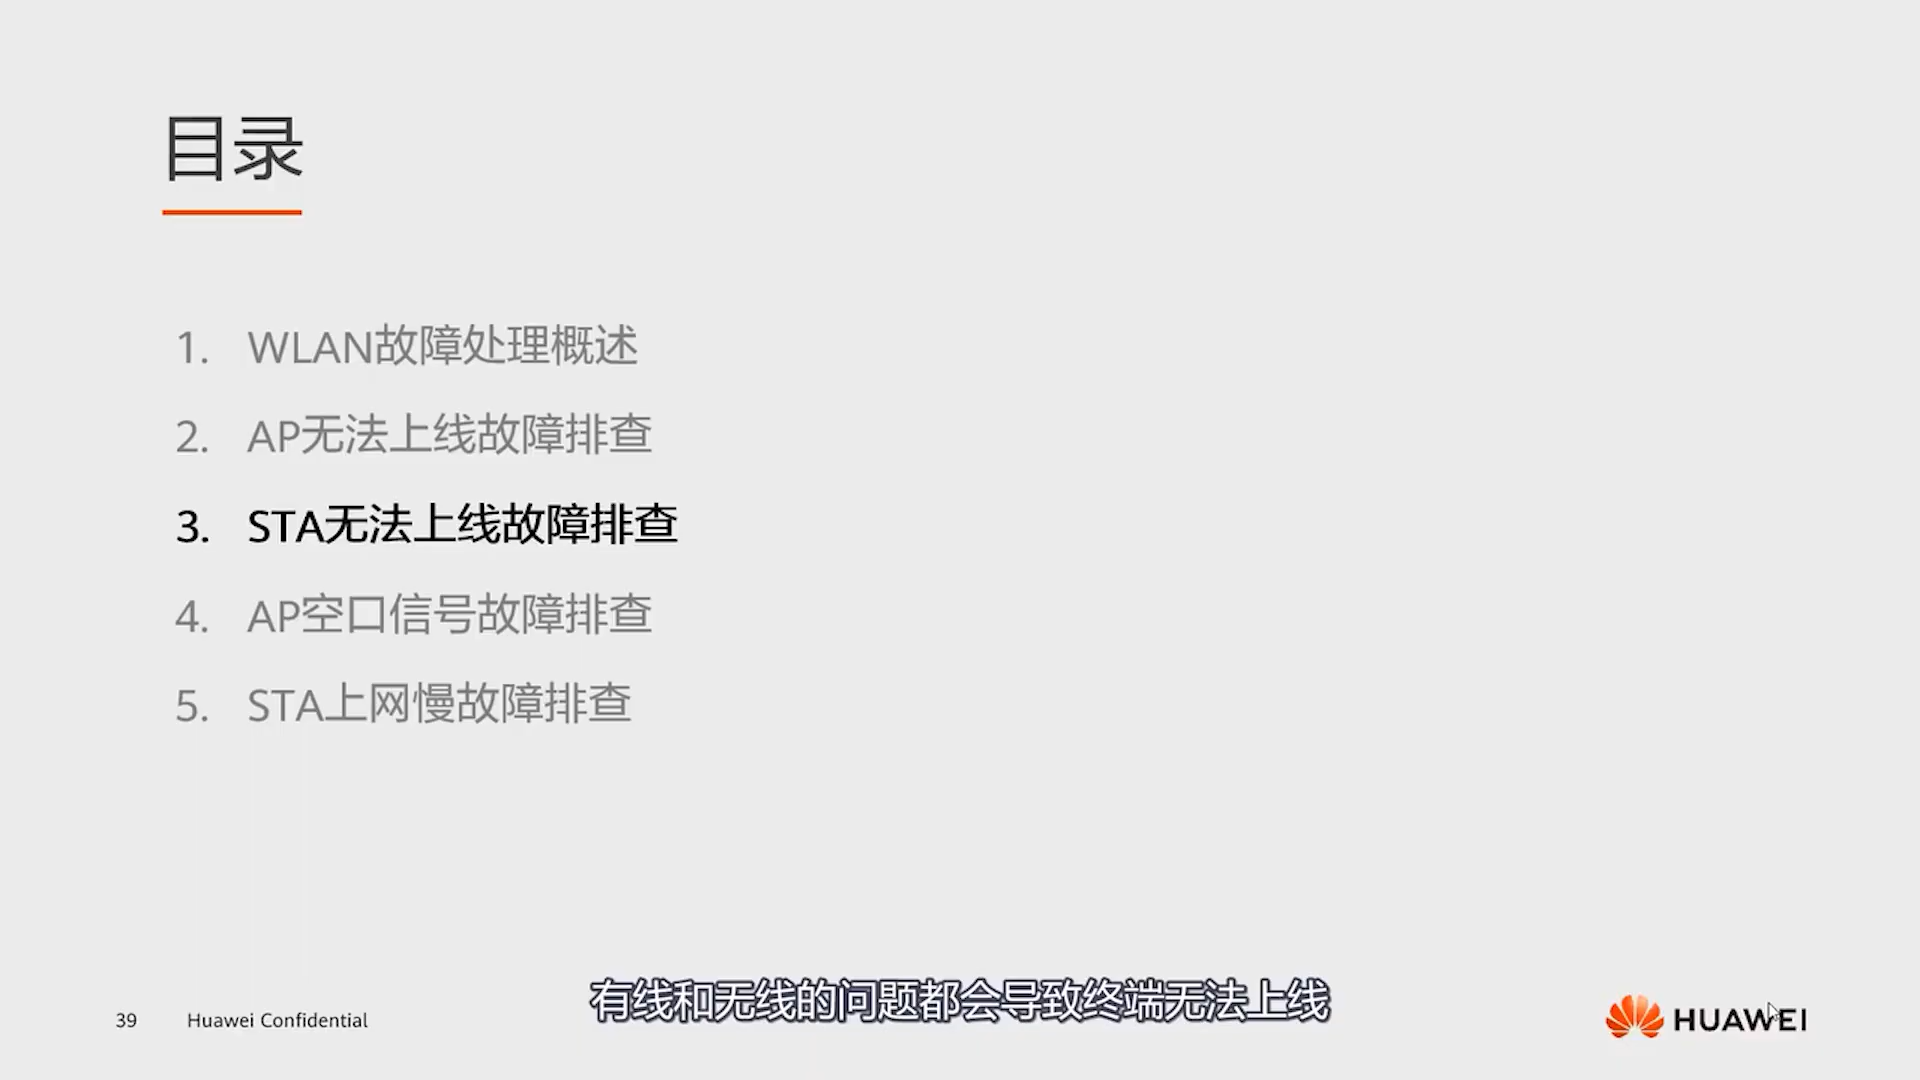 目录
1. WLAN故障处理概述
2. AP无法上线故障排查
3. STA无法上线故障排查
4. AP空口信号故障排查
5. STA上网慢故障排查
有线和无线的问题都会导致终端无法上线
39 Huawei Confidential
HUAWEI